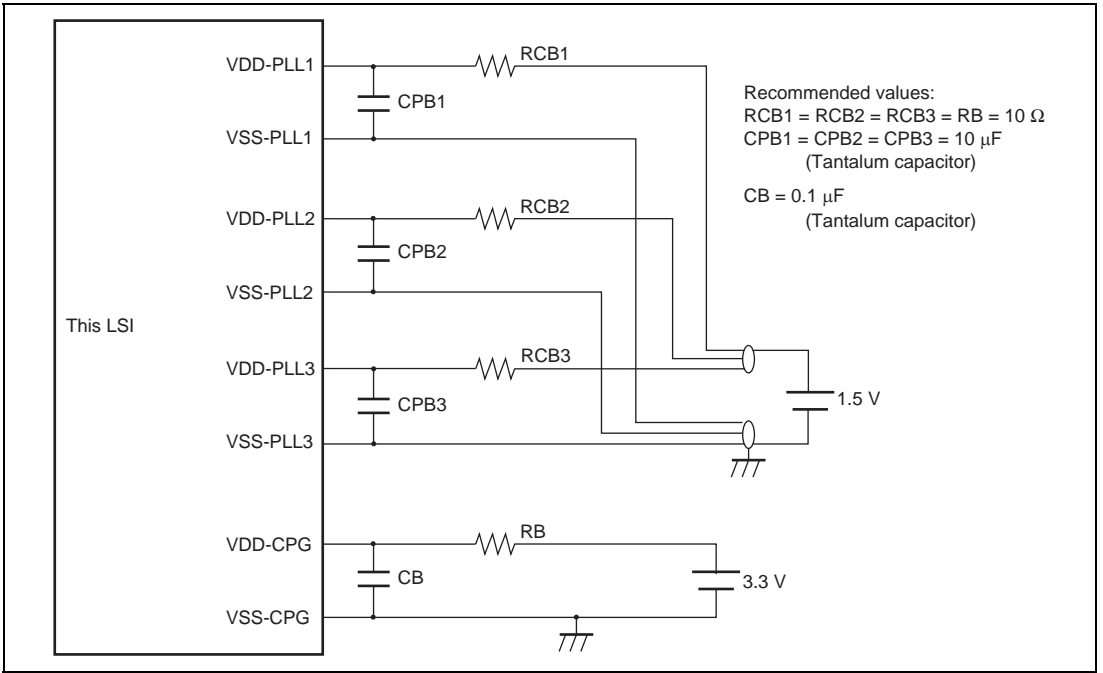 VDD-PLL1
RCB1
CPB1
VSS-PLL1
Recommended values:
RCB1 = RCB2 = RCB3 = RB = 10 Ω
CPB1 = CPB2 = CPB3 = 10 μF
(Tantalum capacitor)
CB = 0.1 μF
(Tantalum capacitor)
VDD-PLL2
RCB2
CPB2
VSS-PLL2
This LSI
VDD-PLL3
RCB3
CPB3
1.5 V
VSS-PLL3
VDD-CPG
RB
CB
3.3 V
VSS-CPG